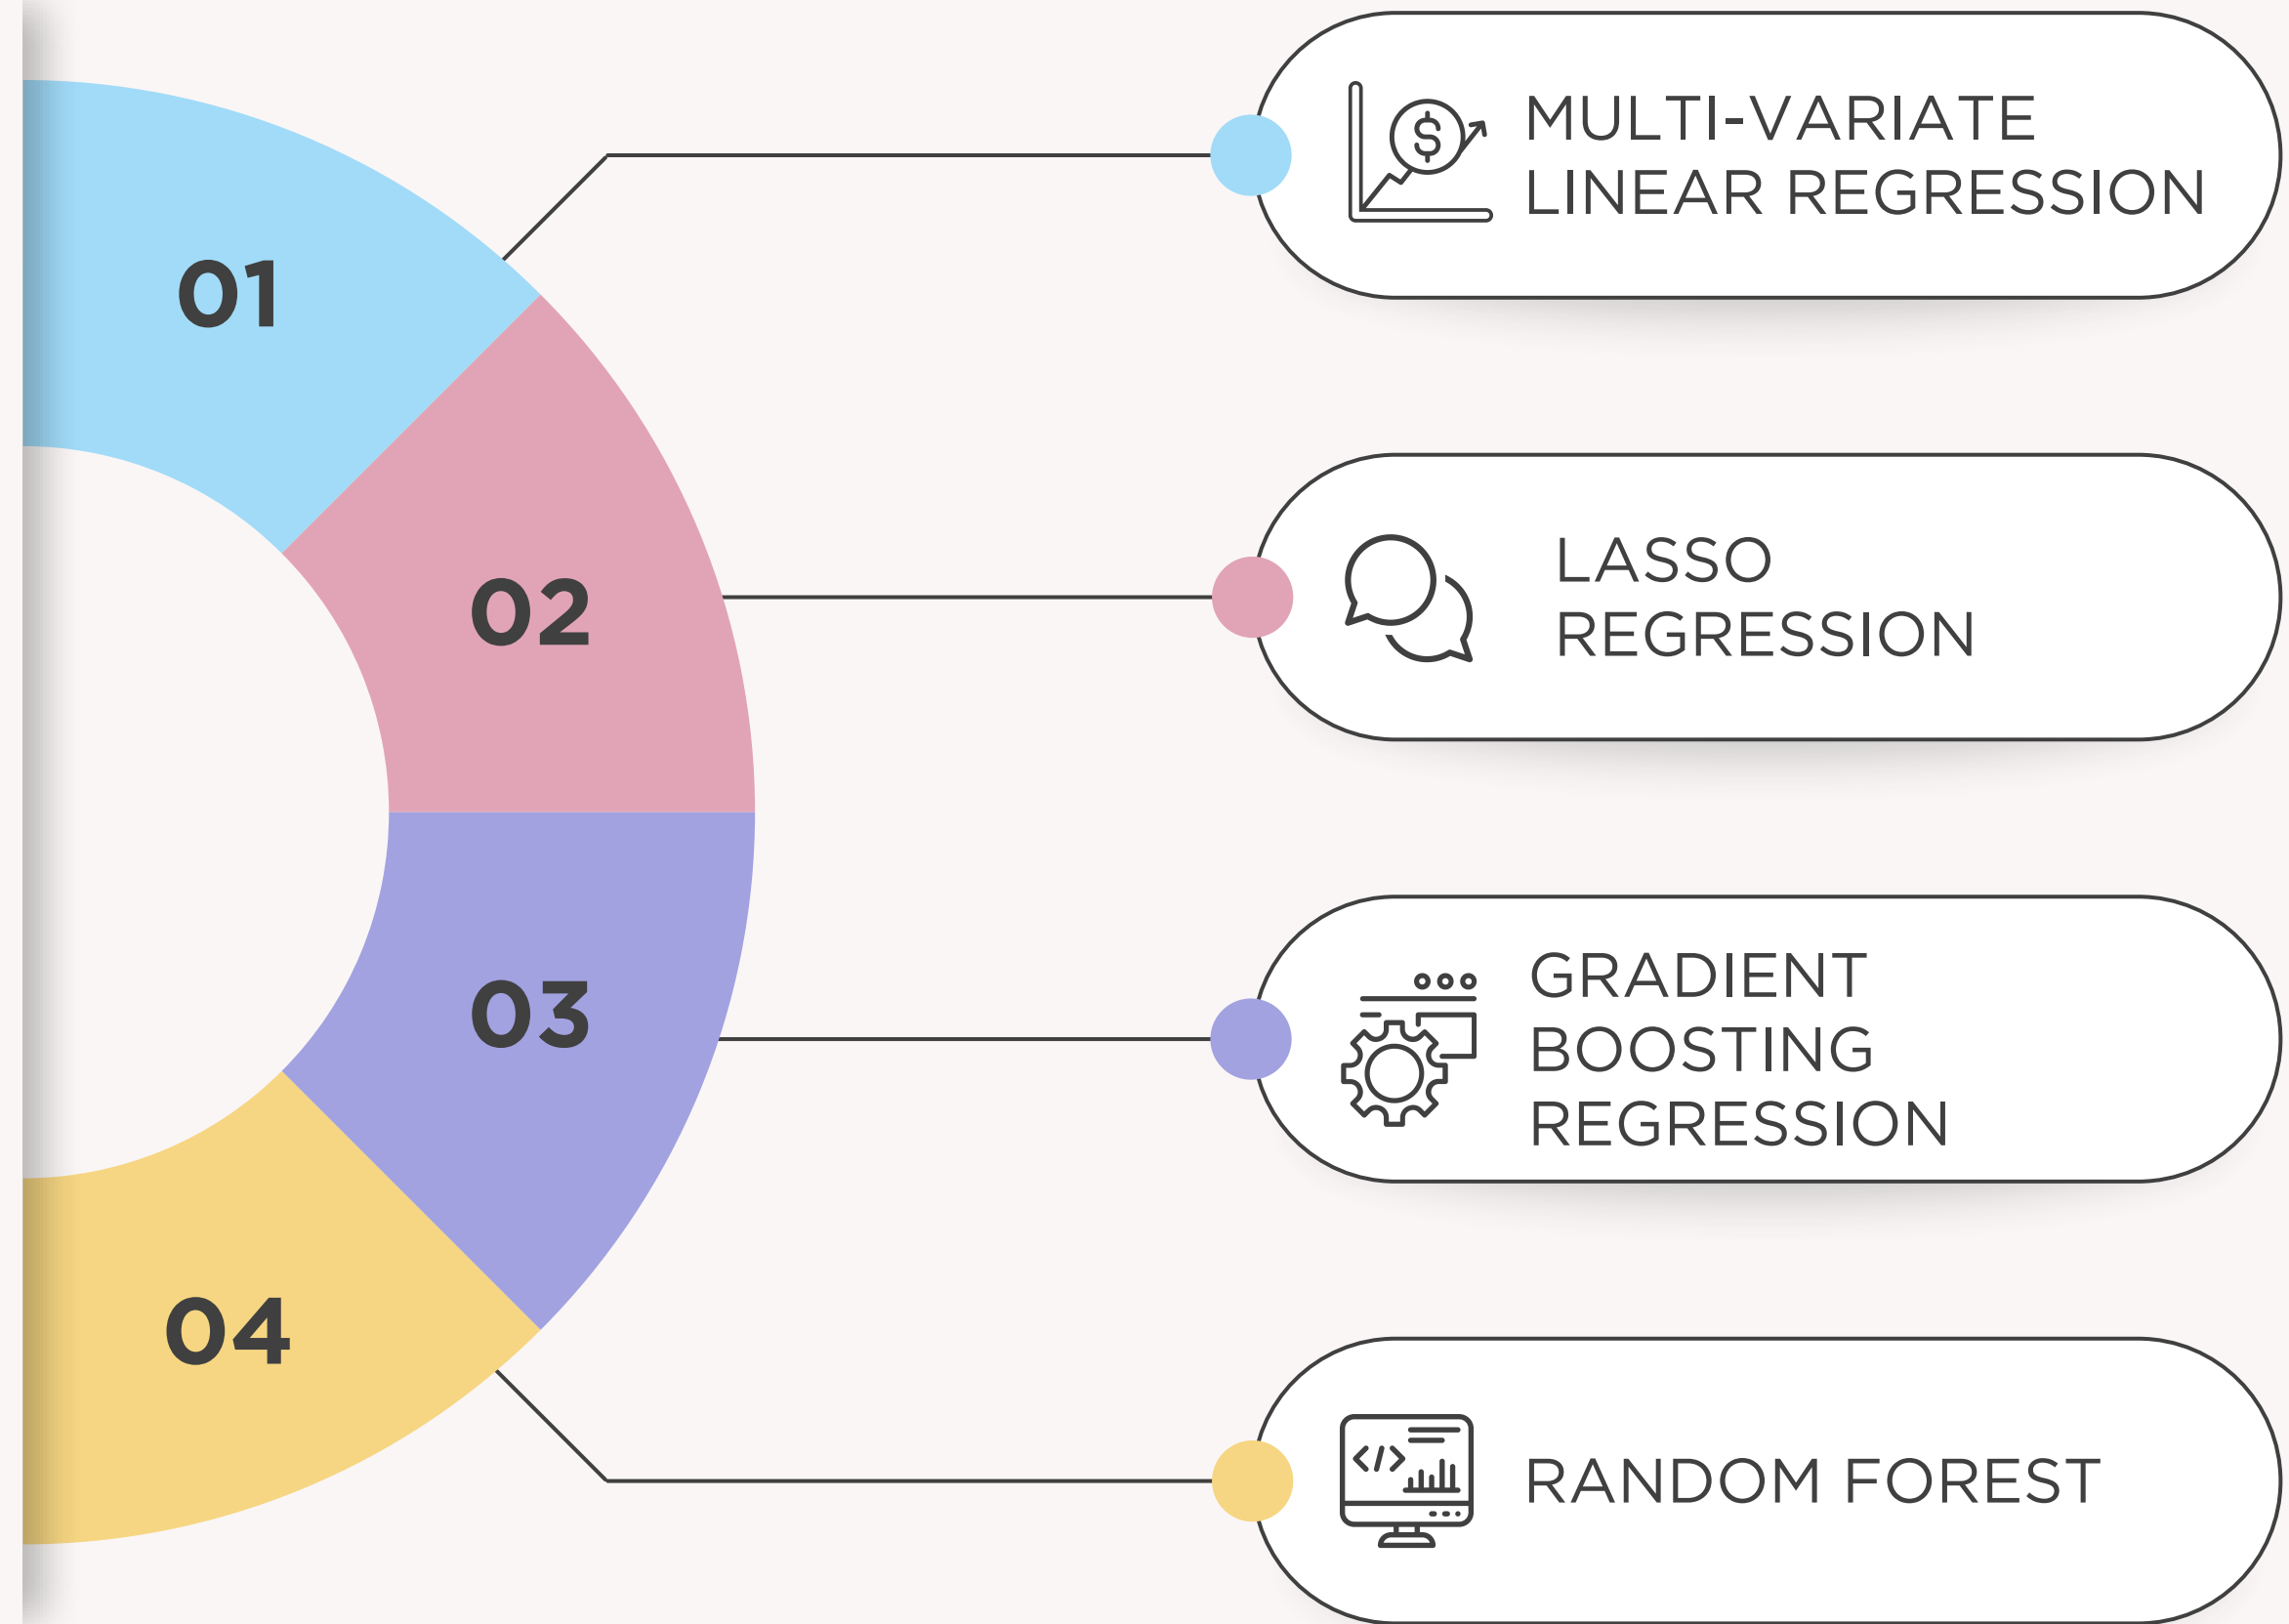 01
MULTI-VARIATE
LINEAR REGRESSION
02
LASSO
REGRESSION
03
GRADIENT
BOOSTING
REGRESSION
04
RANDOM FOREST